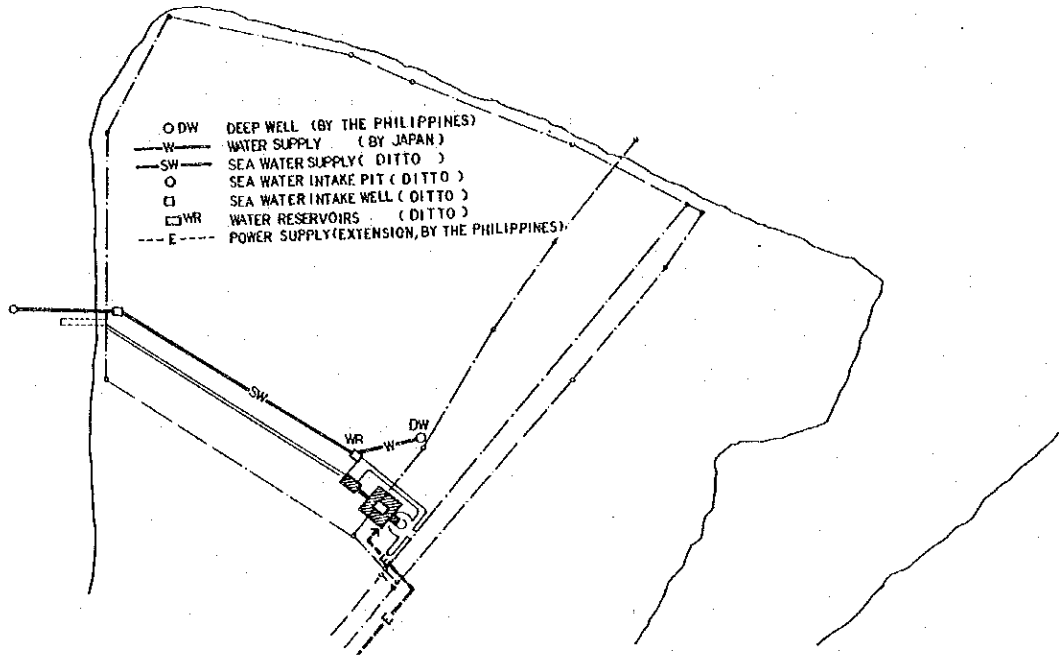 DW DEEP WELL (BY THE PHILIPPINES)
W WATER SUPPLY (BY JAPAN)
SW SEA WATER SUPPLY ( DITTO )
SEA WATER INTAKE PIT ( DITTO )
SEA WATER INTAKE WELL ( DITTO )
WR WATER RESERVOIRS ( DITTO )
E POWER SUPPLY (EXTENSION, BY THE PHILIPPINES)
SW
WR
W
DW
E
E